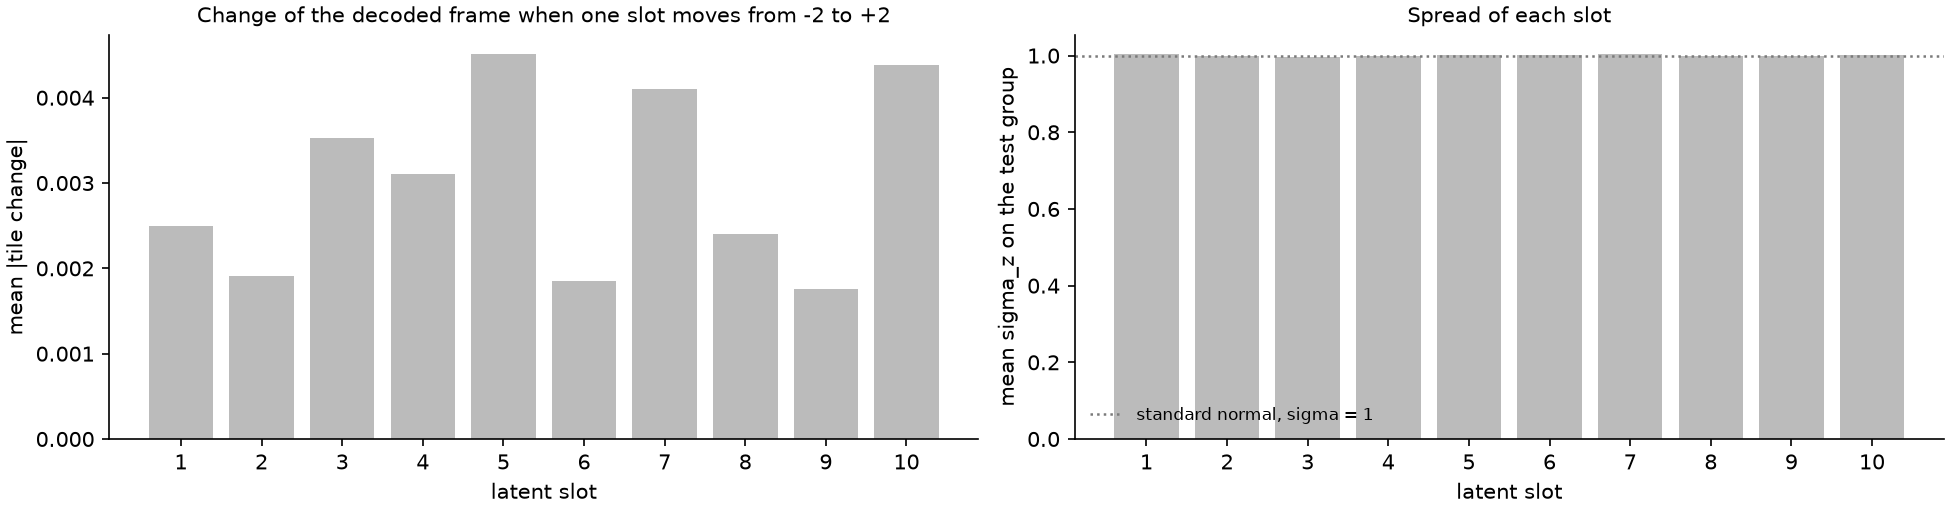 Change of the decoded frame when one slot moves from -2 to +2
mean |tile change|
0.004
0.003
0.002
0.001
0.000
1 2 3 4 5 6 7 8 9 10
latent slot
Spread of each slot
mean sigma_z on the test group
1.0
0.8
0.6
0.4
0.2
0.0
standard normal, sigma = 1
1 2 3 4 5 6 7 8 9 10
latent slot